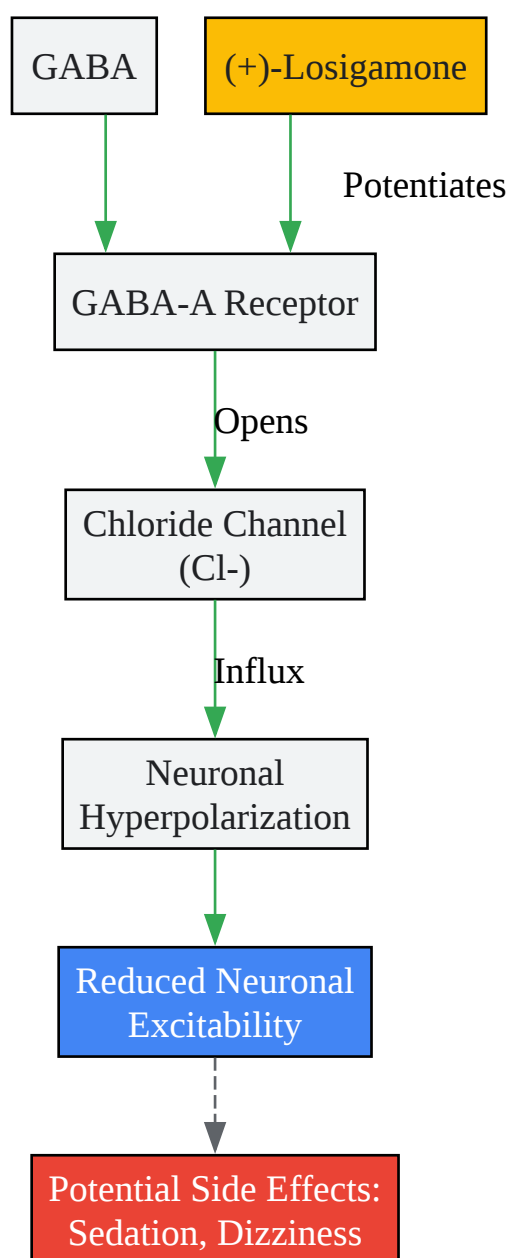 GABA
(+)-Losigamone
Potentiates
GABA-A Receptor
Opens
Chloride Channel
(Cl-)
Influx
Neuronal
Hyperpolarization
Reduced Neuronal
Excitability
Potential Side Effects:
Sedation, Dizziness